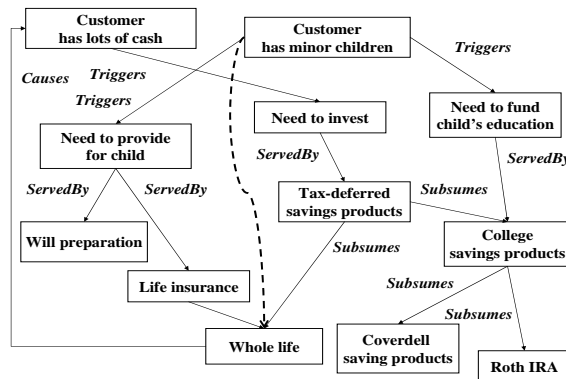 Customer
has lots of cash
Customer
has minor children
Causes
Triggers
Triggers
Triggers
Need to provide
for child
Need to invest
Need to fund
child's education
ServedBy
ServedBy
ServedBy
ServedBy
Will preparation
Tax-deferred
savings products
Subsumes
College
savings products
Subsumes
Life insurance
Subsumes
Subsumes
Whole life
Coverdell
saving products
Roth IRA